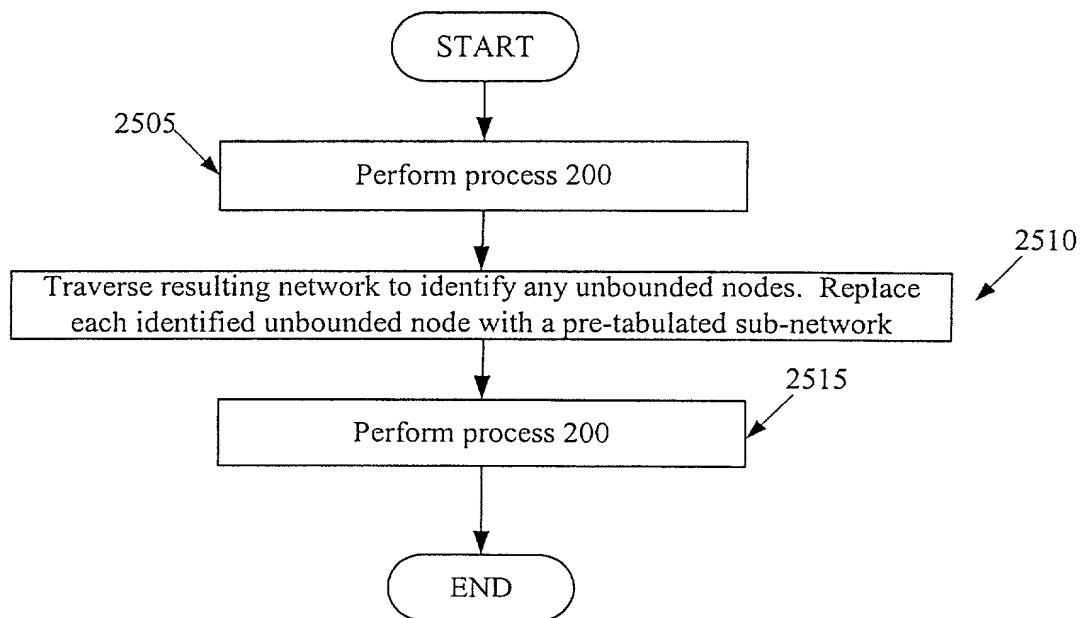 START
2505
Perform process 200
2510
Traverse resulting network to identify any unbounded nodes.  Replace
each identified unbounded node with a pre-tabulated sub-network
2515
Perform process 200
END